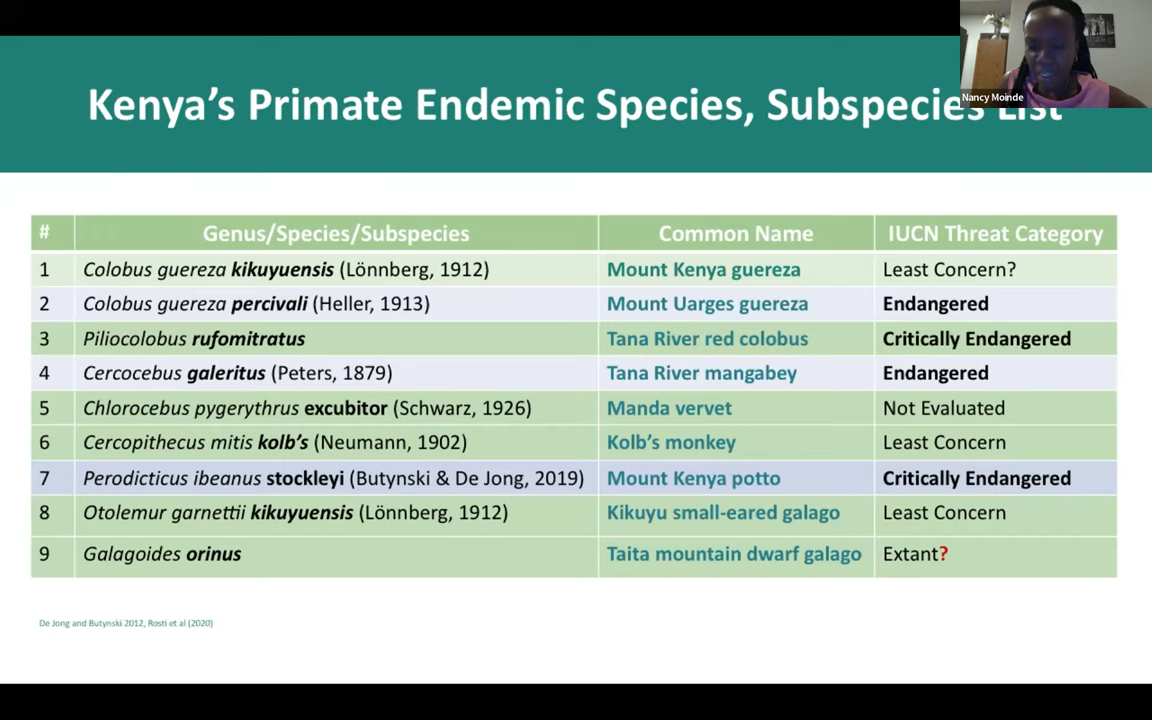 Nancy Moinde
Kenya's Primate Endemic Species, Subspecies List
# Genus/Species/Subspecies Common Name IUCN Threat Category
1 Colobus guereza kikuyuensis (Lönnberg, 1912) Mount Kenya guereza Least Concern?
2 Colobus guereza percivali (Heller, 1913) Mount Uarges guereza Endangered
3 Piliocolobus rufomitratus Tana River red colobus Critically Endangered
4 Cercocebus galeritus (Peters, 1879) Tana River mangabey Endangered
5 Chlorocebus pygerythrus excubitor (Schwarz, 1926) Manda vervet Not Evaluated
6 Cercopithecus mitis kolb's (Neumann, 1902) Kolb's monkey Least Concern
7 Perodicticus ibeanus stockleyi (Butynski & De Jong, 2019) Mount Kenya potto Critically Endangered
8 Otolemur garnettii kikuyuensis (Lönnberg, 1912) Kikuyu small-eared galago Least Concern
9 Galagoides orinus Taita mountain dwarf galago Extant?
De Jong and Butynski 2012, Rosti et al (2020)